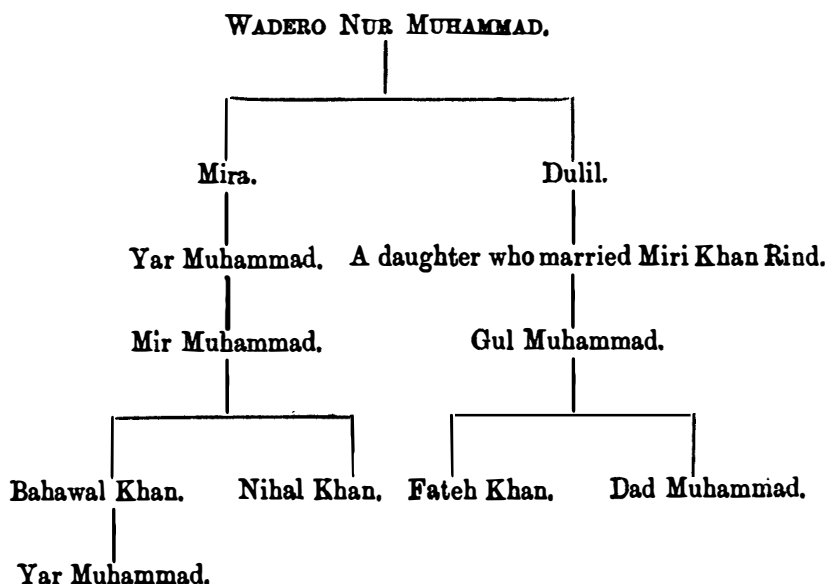 WADERO NUR MUHAMMAD.
Mira. Dulil.
Yar Muhammad. A daughter who married Miri Khan Rind.
Mir Muhammad. Gul Muhammad.
Bahawal Khan. Nihal Khan. Fateh Khan. Dad Muhammad.
Yar Muhammad.